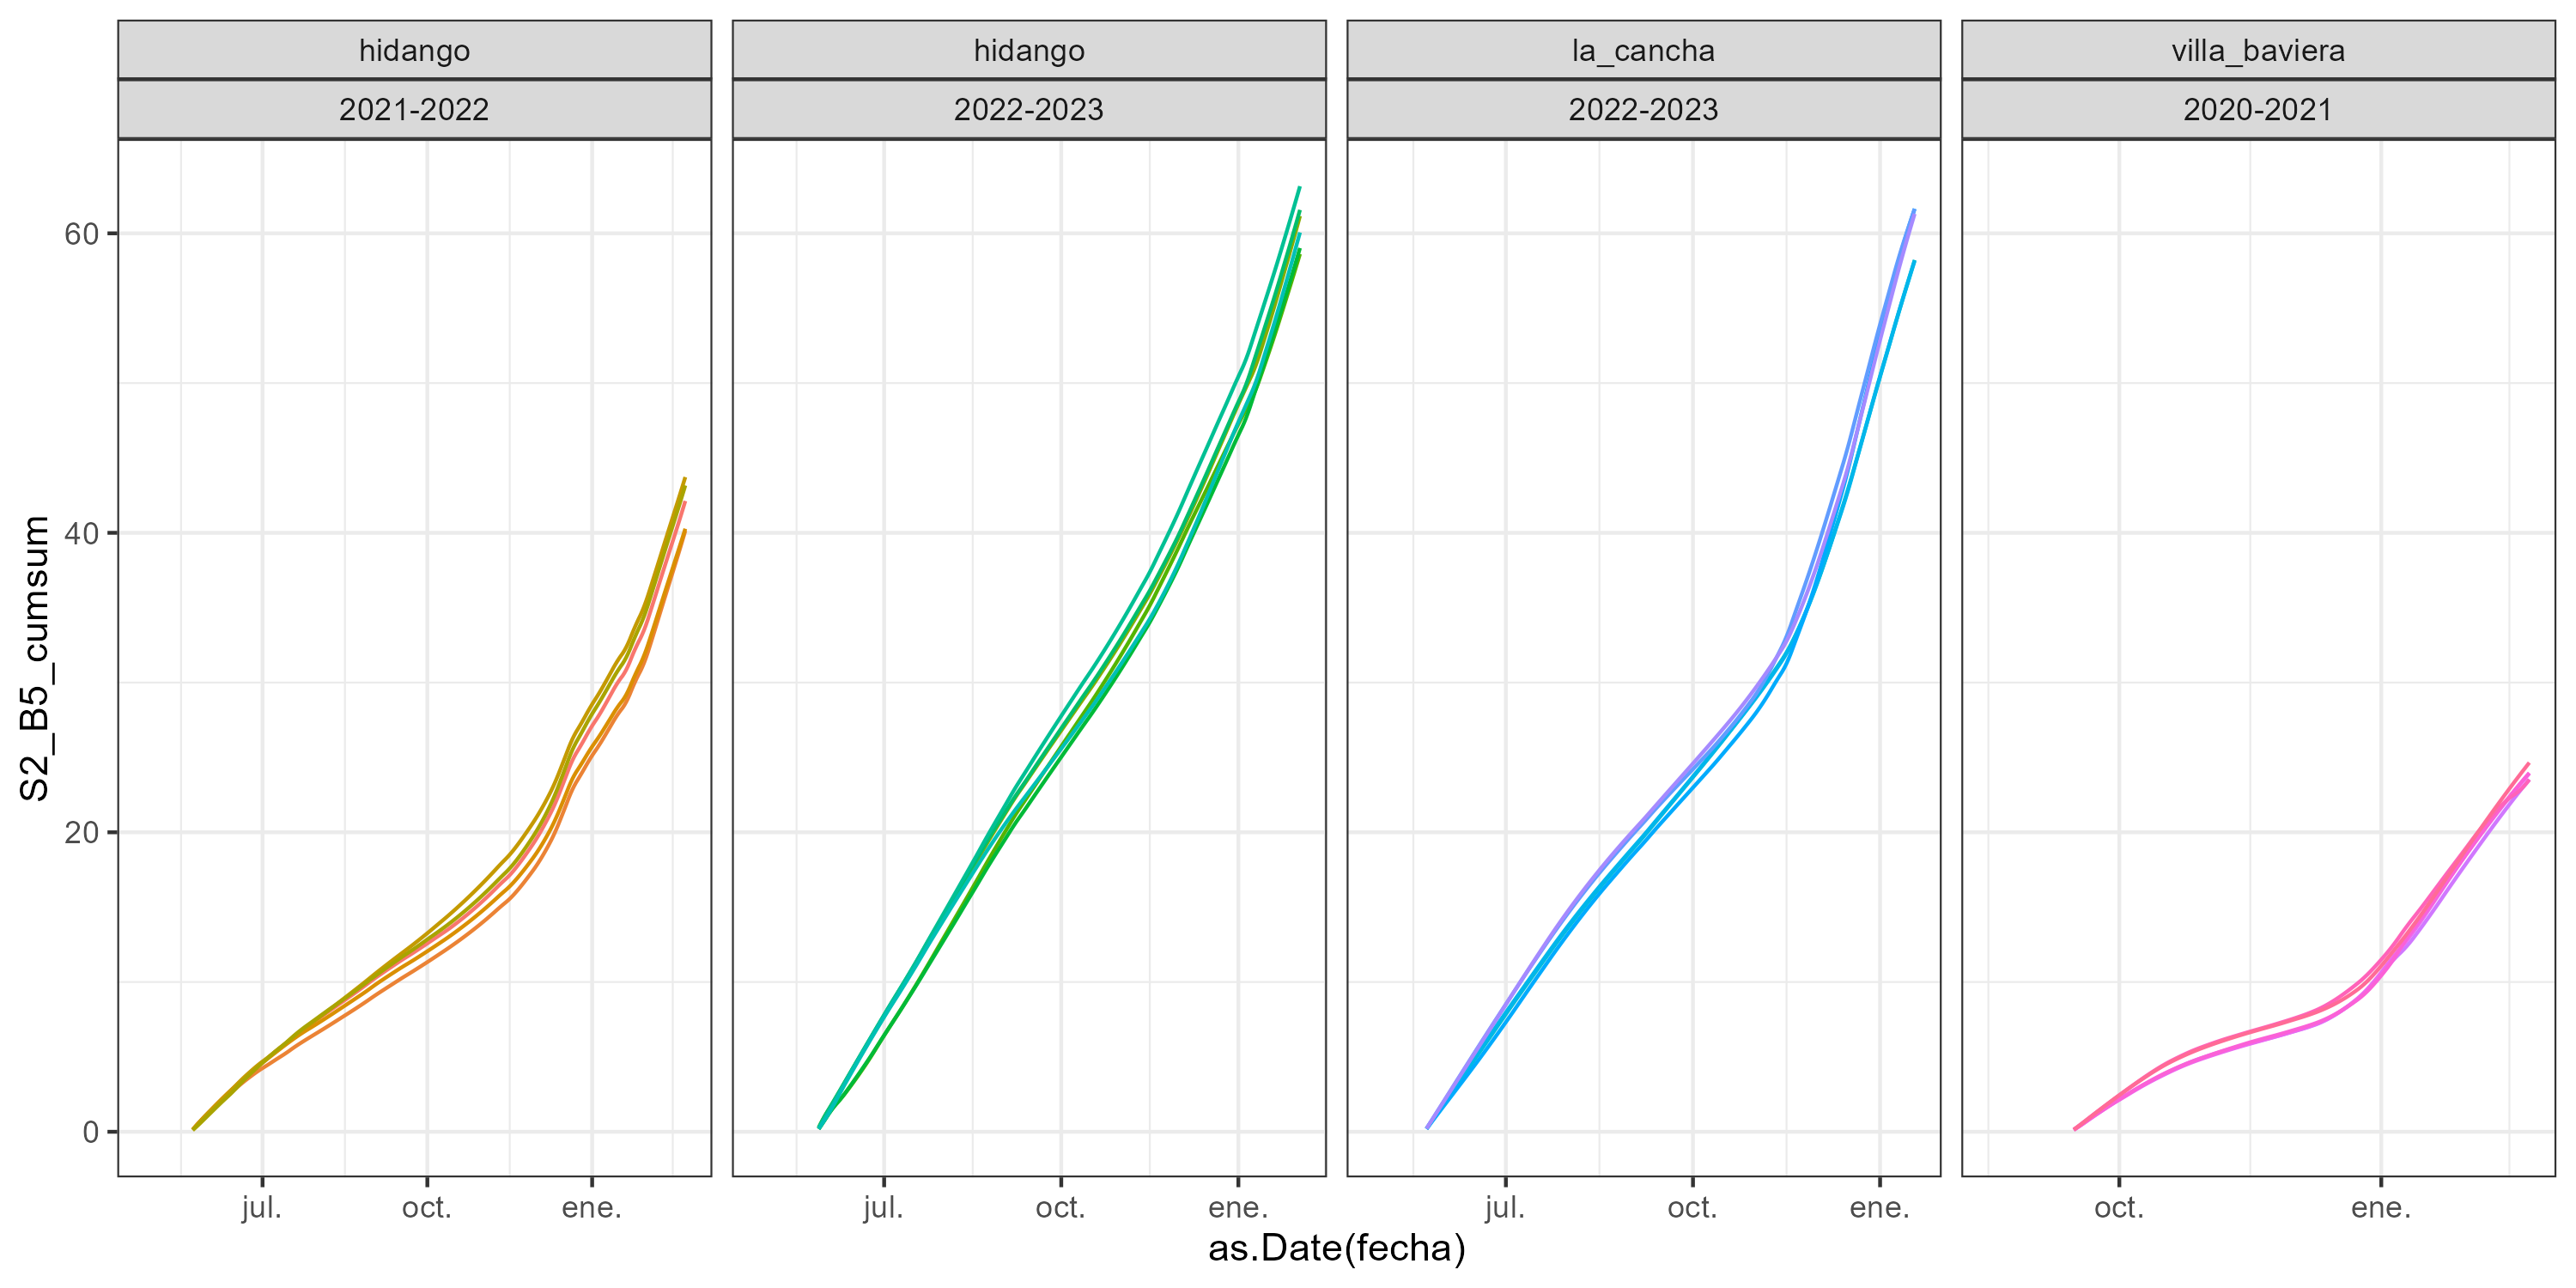 hidango hidango la_cancha villa_baviera
2021-2022 2022-2023 2022-2023 2020-2021
S2_B5_cumsum
60
40
20
0
jul. oct. ene. jul. oct. ene. jul. oct. ene. oct. ene.
as.Date(fecha)